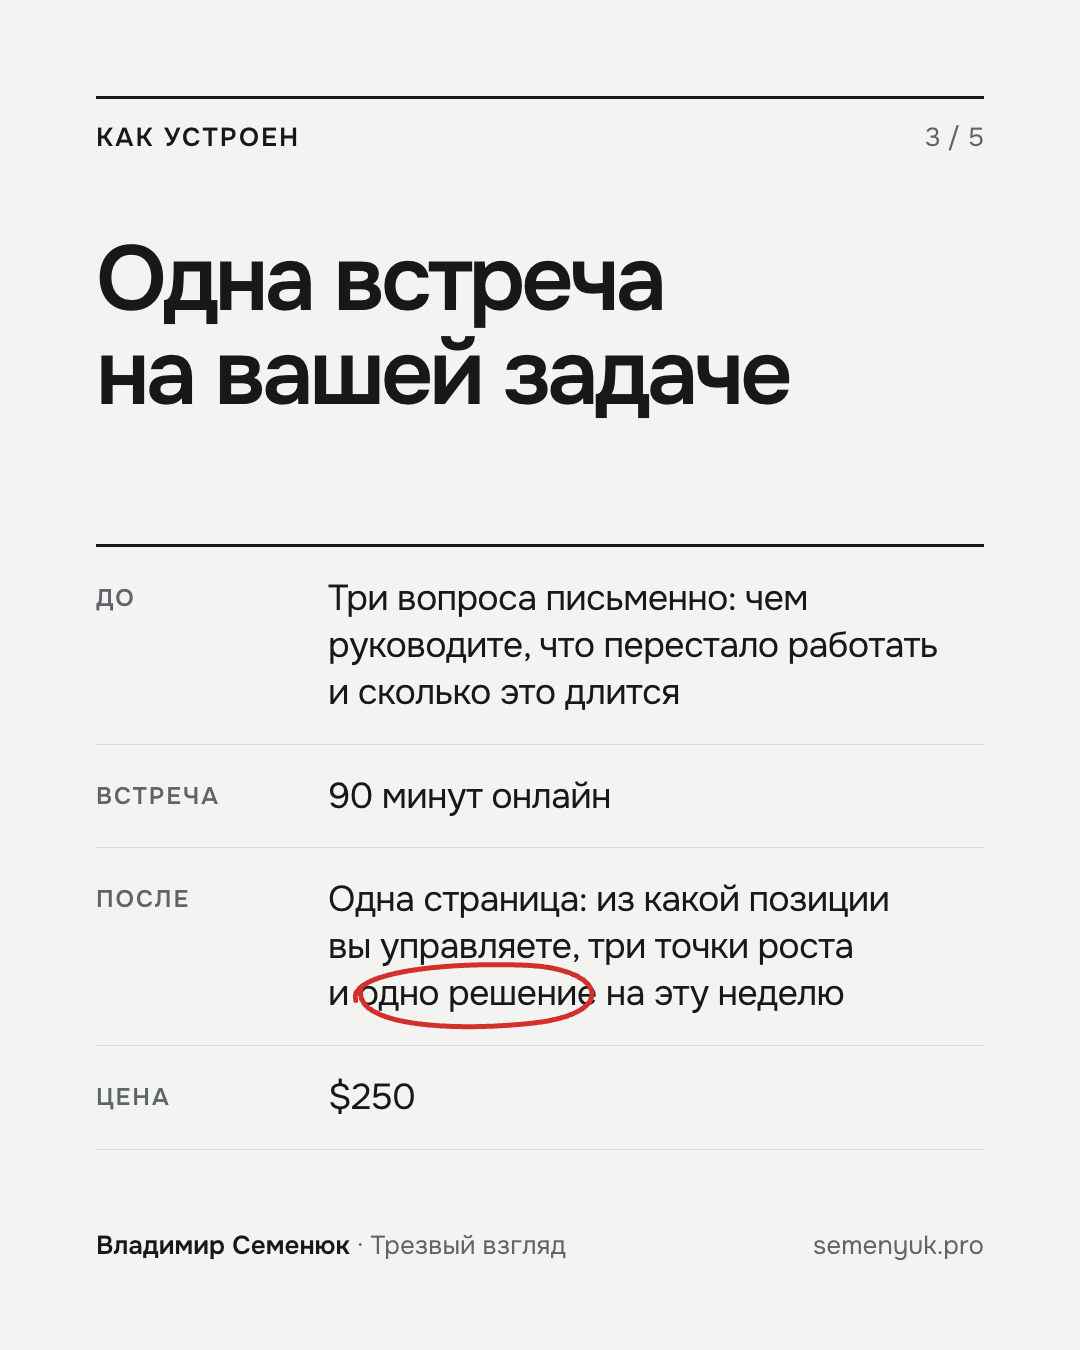 КАК УСТРОЕН
3 / 5
Одна встреча
на вашей задаче
ДО
Три вопроса письменно: чем
руководите, что перестало работать
и сколько это длится
ВСТРЕЧА
90 минут онлайн
ПОСЛЕ
Одна страница: из какой позиции
вы управляете, три точки роста
и одно решение на эту неделю
ЦЕНА
$250
Владимир Семенюк · Трезвый взгляд
semenyuk.pro